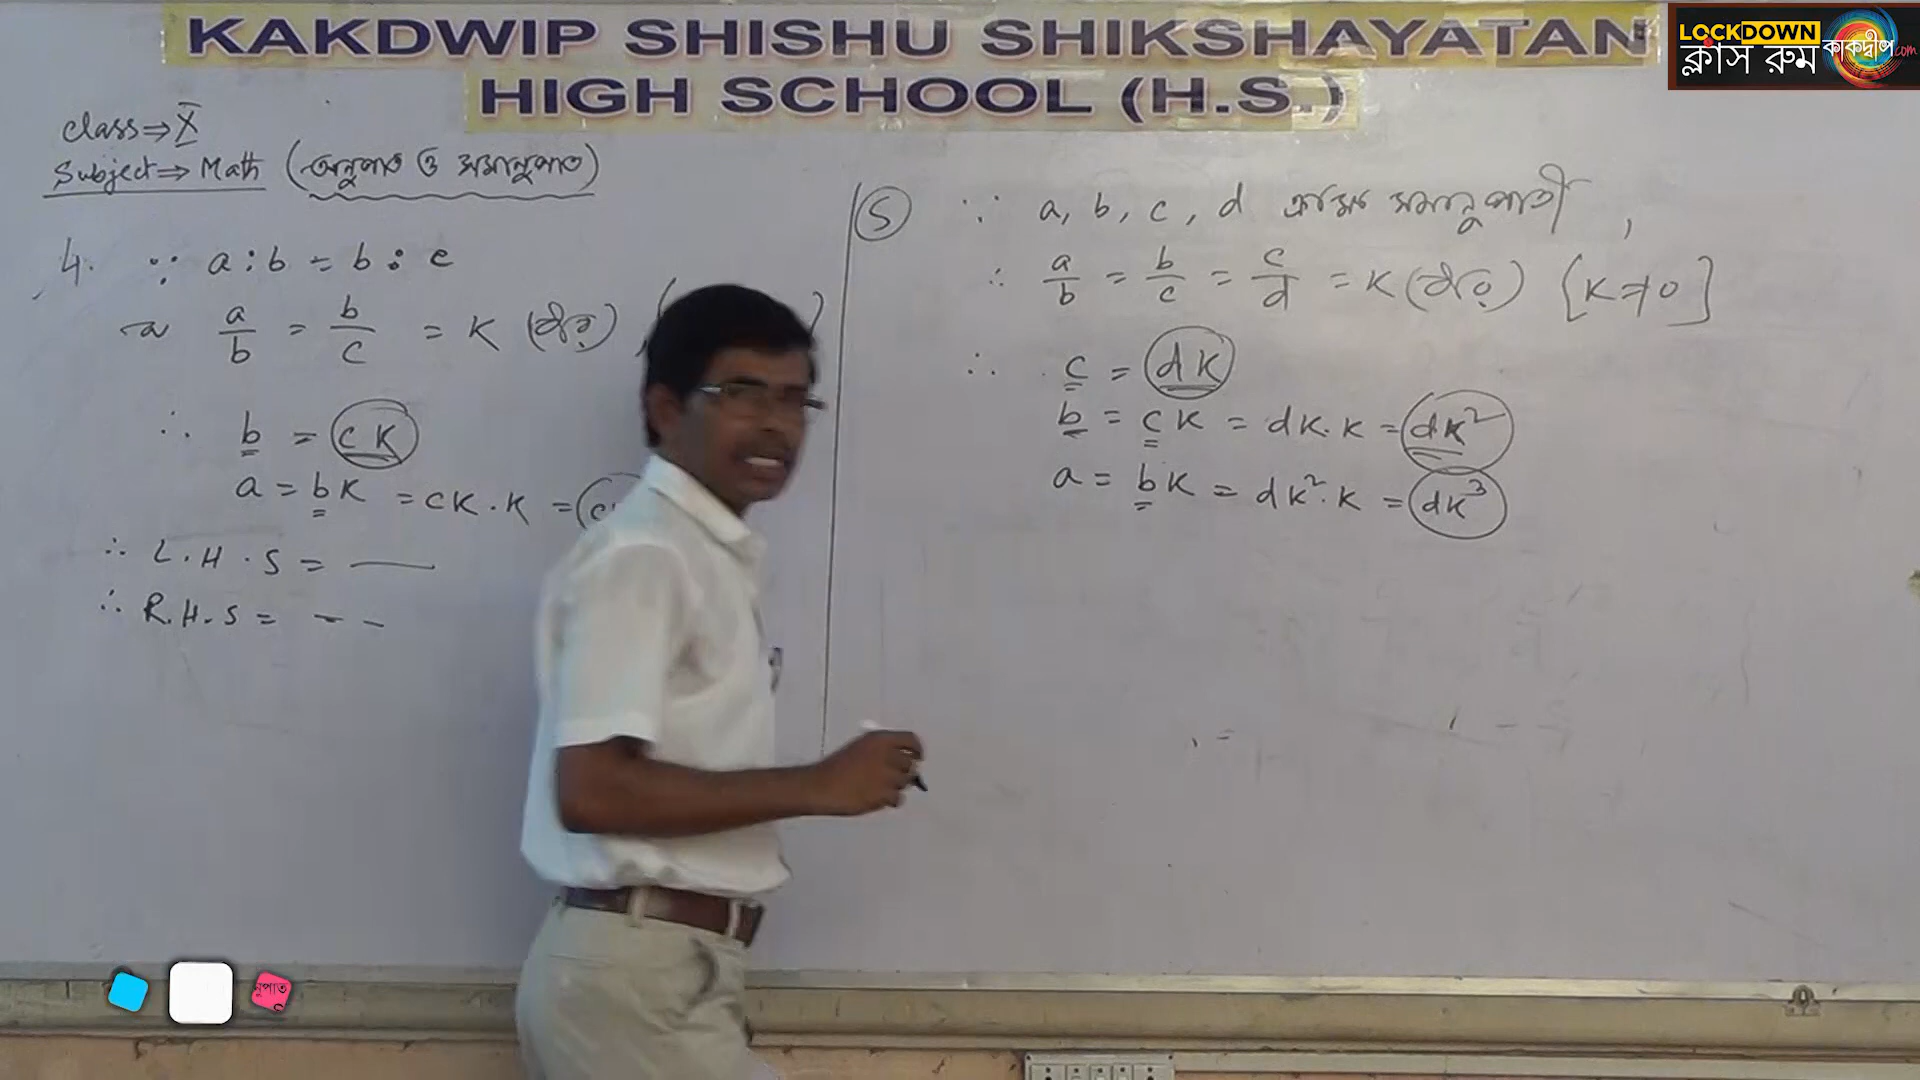 KAKDWIP SHISHU SHIKSHAYATAN
HIGH SCHOOL (H.S.)
LOCKDOWN
ক্লাস রুম কাকদ্বীপ.com
Class ⇒ X
Subject ⇒ Math (অনুপাত ও সমানুপাত)
4. ∵ a : b = b : c
a/b = b/c = K (ধরি)
∴ b = cK
a = bK = cK . K =
∴ L.H.S = —
∴ R.H.S = - -
5 ∵ a, b, c, d ক্রমিক সমানুপাতী,
∴ a/b = b/c = c/d = K (ধরি) [K ≠ 0]
∴ c = dK
b = cK = dK . K = dK²
a = bK = dK² . K = dK³
নুপাত